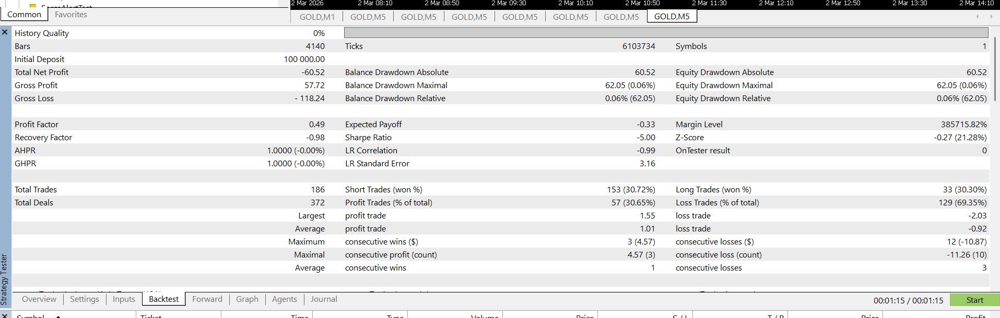 2 Mar 2026 2 Mar 08:10 2 Mar 08:50 2 Mar 09:30 2 Mar 10:10 2 Mar 10:50 2 Mar 11:30 2 Mar 12:10 2 Mar 12:50 2 Mar 13:30 2 Mar 14:10
Common Favorites GOLD,M1 GOLD,M5 GOLD,M5 GOLD,M5 GOLD,M5 GOLD,M5 GOLD,M5 GOLD,M5
History Quality 0%
Bars 4140 Ticks 6103734 Symbols 1
Initial Deposit 100 000.00
Total Net Profit -60.52 Balance Drawdown Absolute 60.52 Equity Drawdown Absolute 60.52
Gross Profit 57.72 Balance Drawdown Maximal 62.05 (0.06%) Equity Drawdown Maximal 62.05 (0.06%)
Gross Loss - 118.24 Balance Drawdown Relative 0.06% (62.05) Equity Drawdown Relative 0.06% (62.05)
Profit Factor 0.49 Expected Payoff -0.33 Margin Level 385715.82%
Recovery Factor -0.98 Sharpe Ratio -5.00 Z-Score -0.27 (21.28%)
AHPR 1.0000 (-0.00%) LR Correlation -0.99 OnTester result 0
GHPR 1.0000 (-0.00%) LR Standard Error 3.16
Total Trades 186 Short Trades (won %) 153 (30.72%) Long Trades (won %) 33 (30.30%)
Total Deals 372 Profit Trades (% of total) 57 (30.65%) Loss Trades (% of total) 129 (69.35%)
Largest profit trade 1.55 loss trade -2.03
Average profit trade 1.01 loss trade -0.92
Maximum consecutive wins ($) 3 (4.57) consecutive losses ($) 12 (-10.87)
Maximal consecutive profit (count) 4.57 (3) consecutive loss (count) -11.26 (10)
Average consecutive wins 1 consecutive losses 3
Strategy Tester
Overview Settings Inputs Backtest Forward Graph Agents Journal 00:01:15 / 00:01:15 Start
Symbol Ticket Time Type Volume Price S / L T / P Price Profit